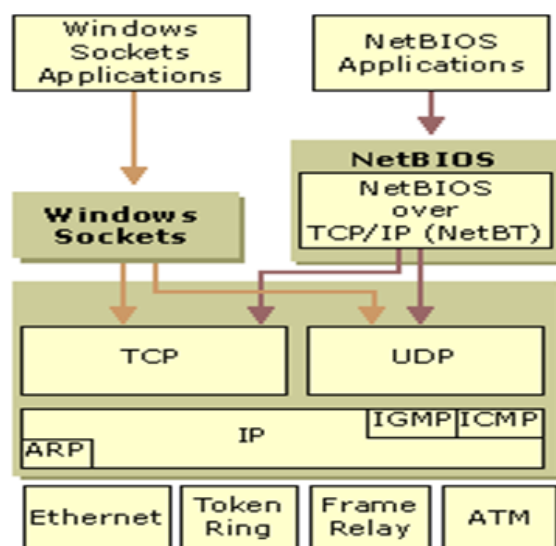 Windows
Sockets
Applications
NetBIOS
Applications
NetBIOS
NetBIOS
over
TCP/IP (NetBT)
Windows
Sockets
TCP
UDP
IP
IGMP
ICMP
ARP
Ethernet
Token
Ring
Frame
Relay
ATM